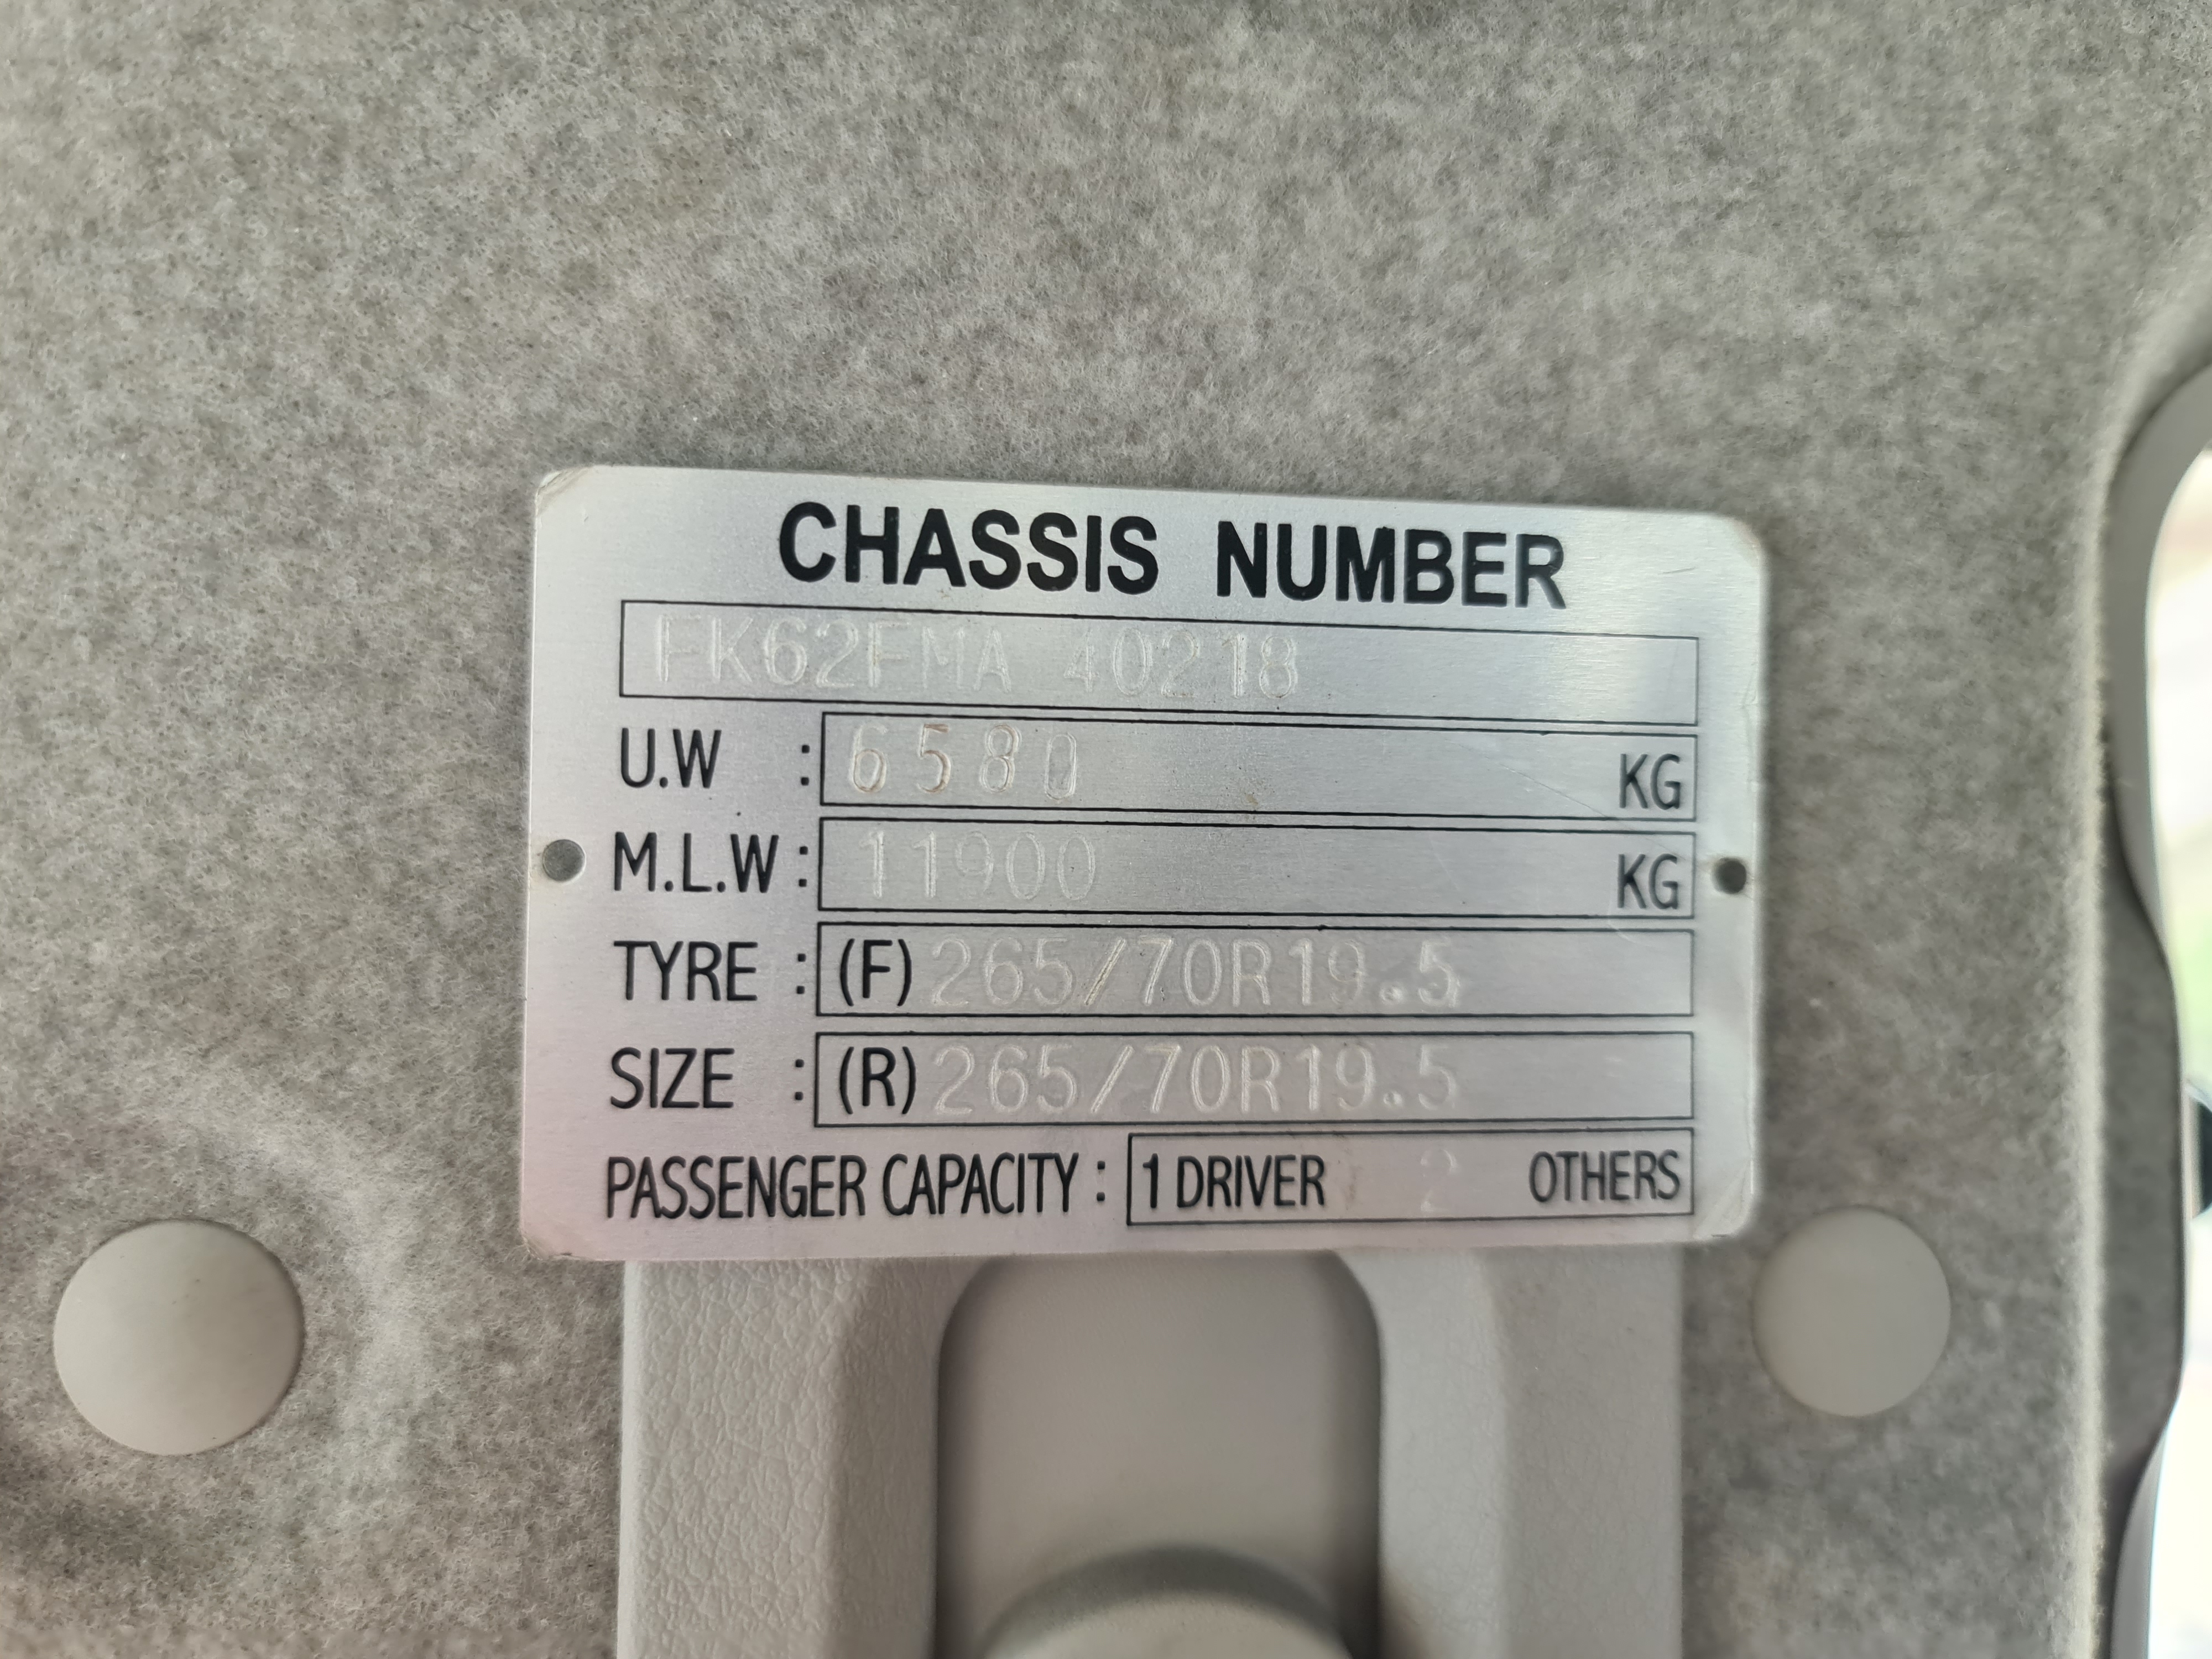 CHASSIS NUMBER
FK62FMA 40218
U.W : 6580 KG
M.L.W : 11900 KG
TYRE : (F) 265/70R19.5
SIZE : (R) 265/70R19.5
PASSENGER CAPACITY : 1 DRIVER 2 OTHERS